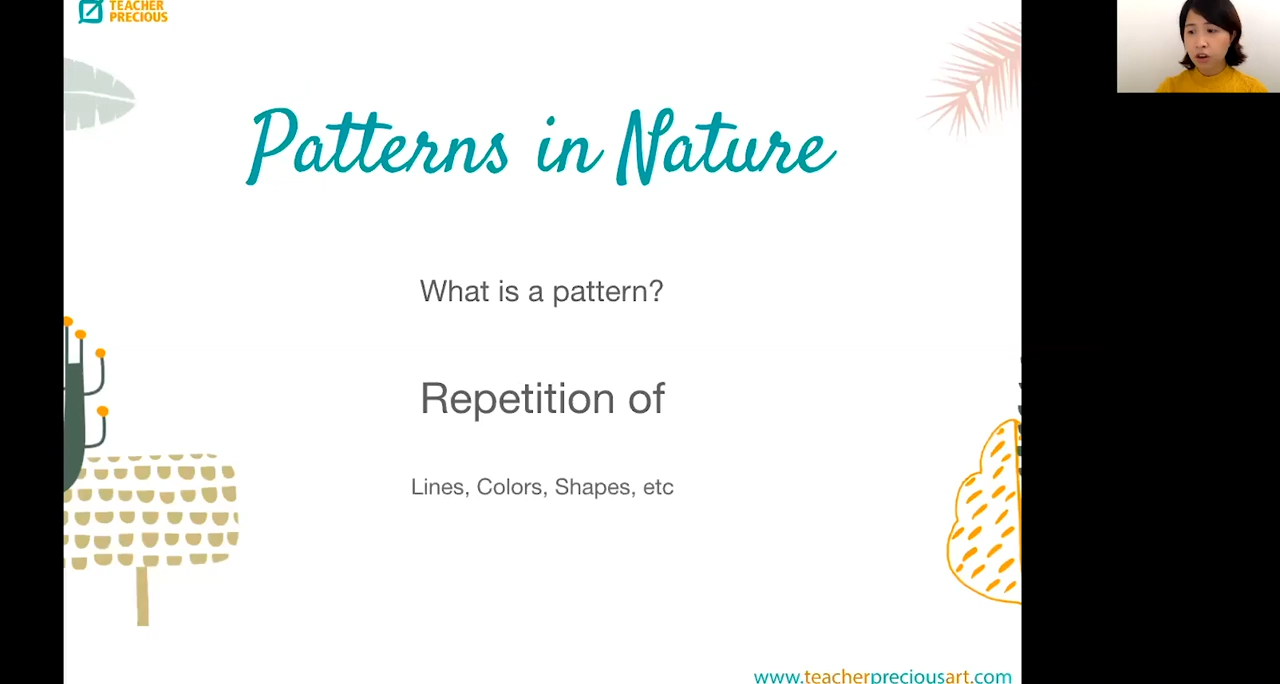 TEACHER
PRECIOUS
Patterns in Nature
What is a pattern?
Repetition of
Lines, Colors, Shapes, etc
www.teacherpreciousart.com